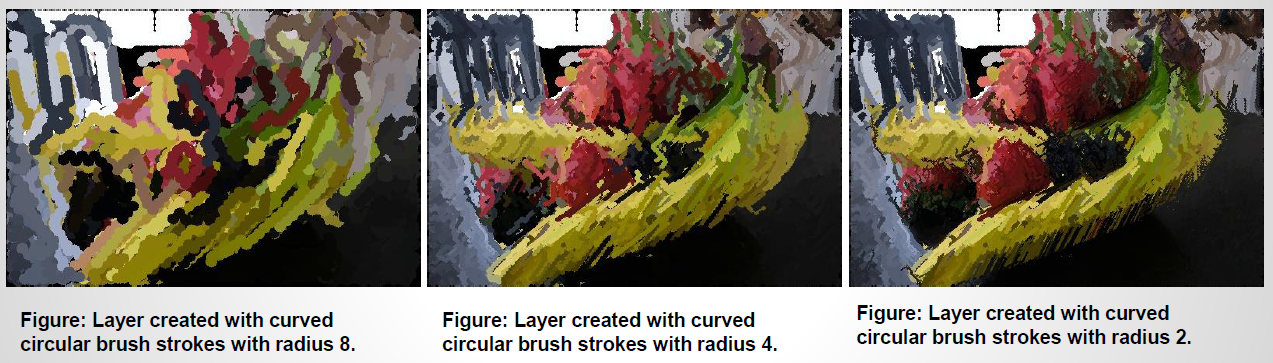 Figure: Layer created with curved
circular brush strokes with radius 8.
Figure: Layer created with curved
circular brush strokes with radius 4.
Figure: Layer created with curved
circular brush strokes with radius 2.